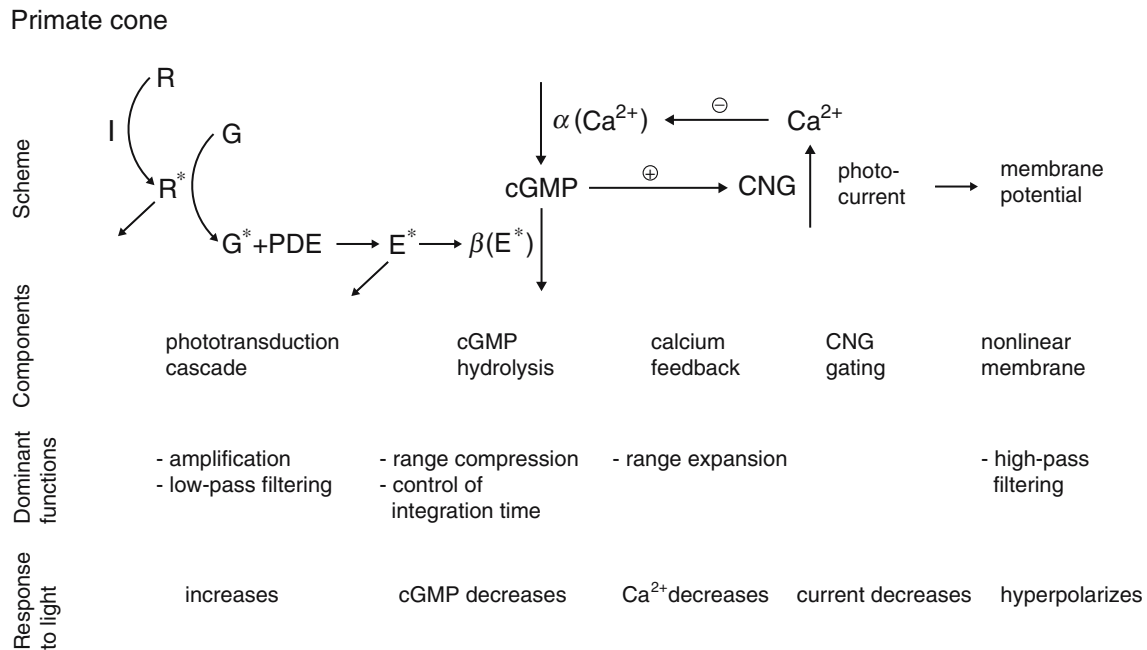 Primate cone
Scheme
R
I
G
R*
G*+PDE
E*
β(E*)
α(Ca²⁺)
⊖
Ca²⁺
cGMP
⊕
CNG
photo-
current
membrane
potential
Components
phototransduction
cascade
cGMP
hydrolysis
calcium
feedback
CNG
gating
nonlinear
membrane
Dominant
functions
- amplification
- low-pass filtering
- range compression
- control of
integration time
- range expansion
- high-pass
filtering
Response
to light
increases
cGMP decreases
Ca²⁺decreases
current decreases
hyperpolarizes